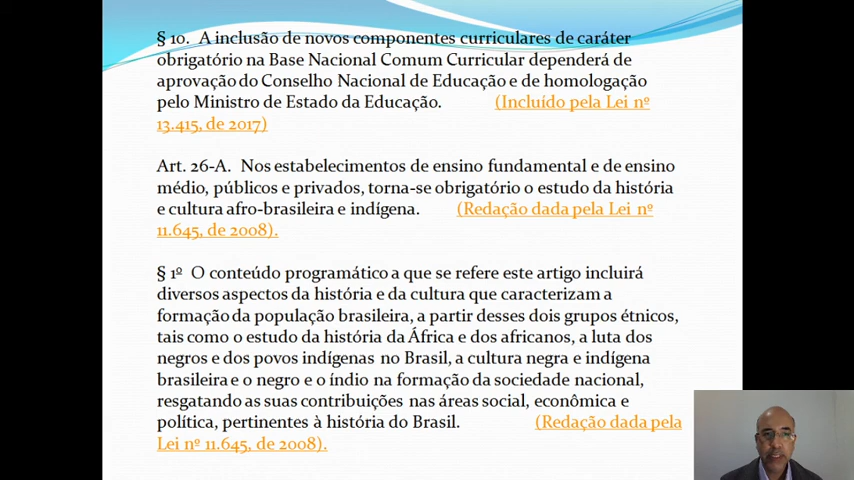 § 10. A inclusão de novos componentes curriculares de caráter
obrigatório na Base Nacional Comum Curricular dependerá de
aprovação do Conselho Nacional de Educação e de homologação
pelo Ministro de Estado da Educação. (Incluído pela Lei nº
13.415, de 2017)
Art. 26-A. Nos estabelecimentos de ensino fundamental e de ensino
médio, públicos e privados, torna-se obrigatório o estudo da história
e cultura afro-brasileira e indígena. (Redação dada pela Lei nº
11.645, de 2008).
§ 1º O conteúdo programático a que se refere este artigo incluirá
diversos aspectos da história e da cultura que caracterizam a
formação da população brasileira, a partir desses dois grupos étnicos,
tais como o estudo da história da África e dos africanos, a luta dos
negros e dos povos indígenas no Brasil, a cultura negra e indígena
brasileira e o negro e o índio na formação da sociedade nacional,
resgatando as suas contribuições nas áreas social, econômica e
política, pertinentes à história do Brasil. (Redação dada pela
Lei nº 11.645, de 2008).